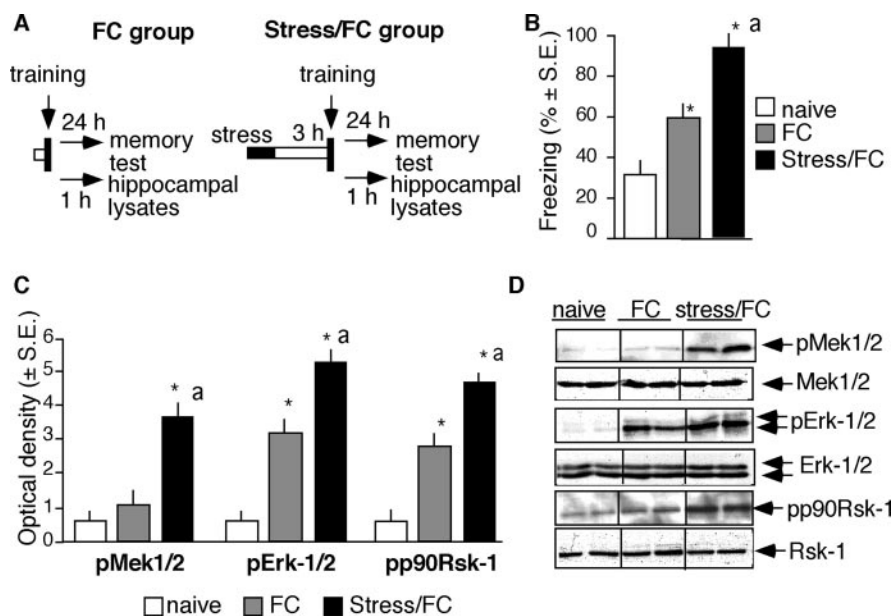 A
FC group
Stress/FC group
training
training
24 h
memory
test
1 h
hippocampal
lysates
stress
3 h
24 h
memory
test
1 h
hippocampal
lysates
B
Freezing (% ± S.E.)
100
80
60
40
20
0
*
* a
naive
FC
Stress/FC
C
Optical density (± S.E.)
6
5
4
3
2
1
0
* a
*
* a
*
* a
pMek1/2
pErk-1/2
pp90Rsk-1
naive
FC
Stress/FC
D
naive
FC
stress/FC
pMek1/2
Mek1/2
pErk-1/2
Erk-1/2
pp90Rsk-1
Rsk-1